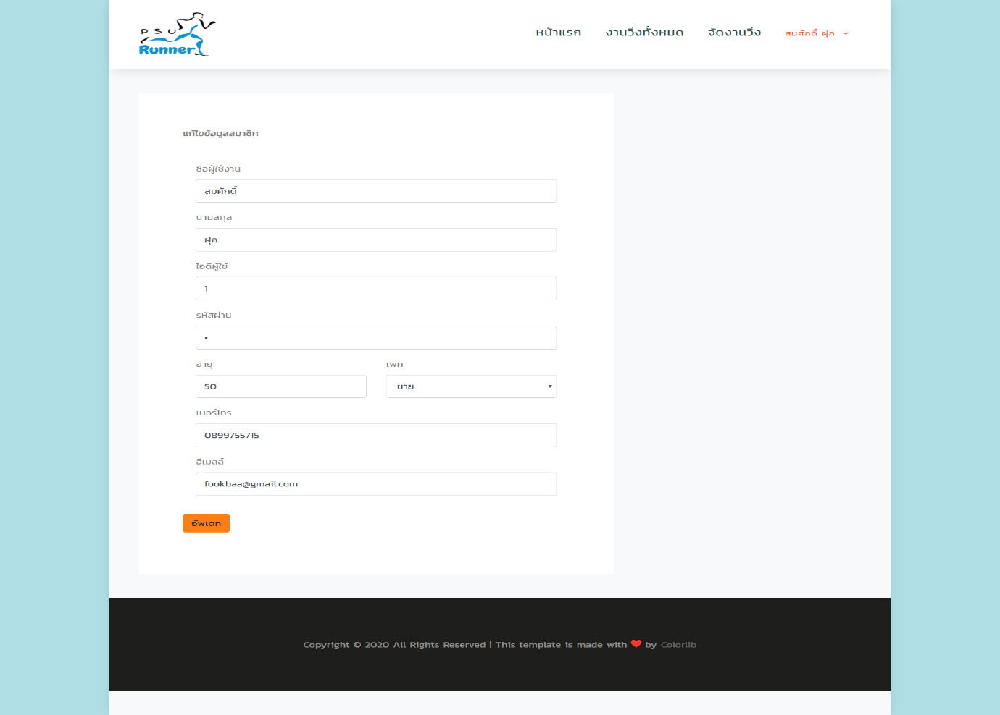 PSU
Runner
หน้าแรก งานวิ่งทั้งหมด จัดงานวิ่ง สมศักดิ์ ฝุก
แก้ไขข้อมูลสมาชิก
ชื่อผู้ใช้งาน
สมศักดิ์
นามสกุล
ฝุก
ไอดีผู้ใช้
1
รหัสผ่าน
•
อายุ เพศ
50 ชาย
เบอร์โทร
0899755715
อีเมลล์
fookbaa@gmail.com
อัพเดท
Copyright © 2020 All Rights Reserved | This template is made with ❤ by Colorlib